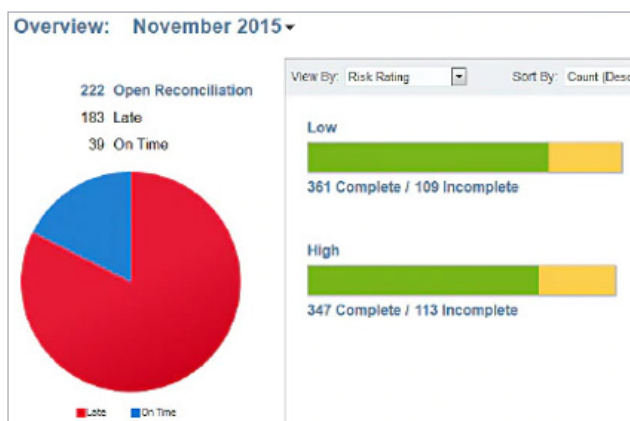 Overview: November 2015
222 Open Reconciliation
183 Late
39 On Time
Late On Time
View By: Risk Rating Sort By: Count (Desc
Low
361 Complete / 109 Incomplete
High
347 Complete / 113 Incomplete